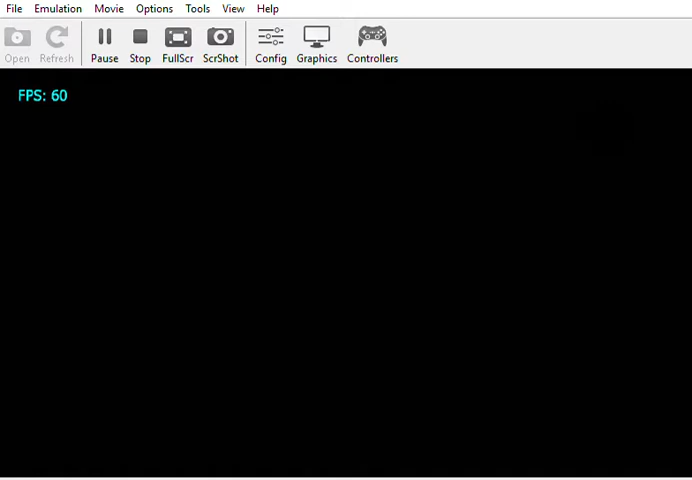 File Emulation Movie Options Tools View Help
Open Refresh Pause Stop FullScr ScrShot Config Graphics Controllers
FPS: 60